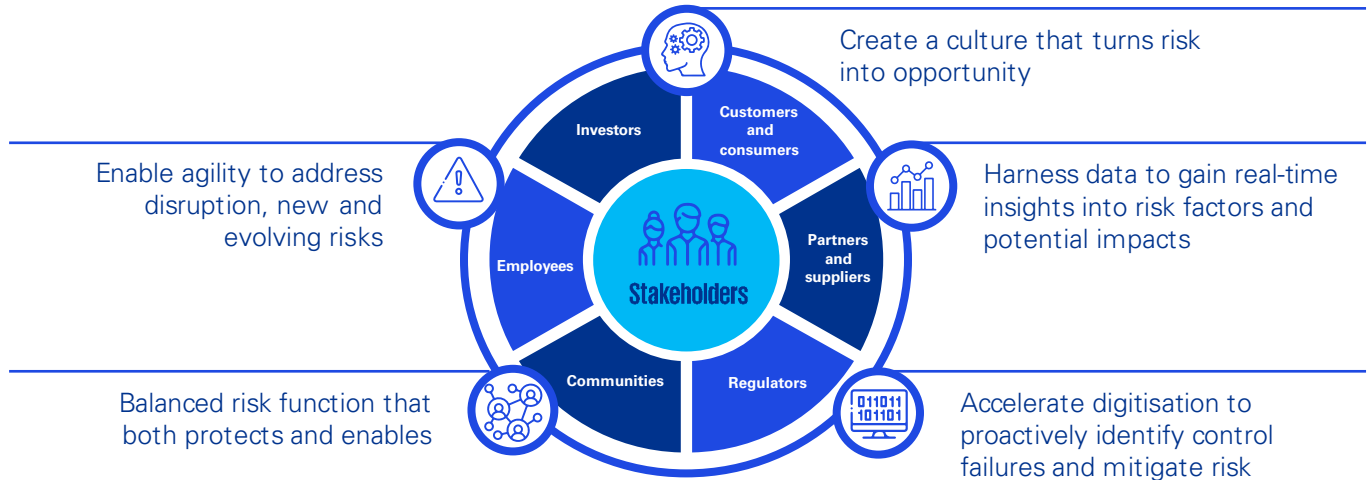 Create a culture that turns risk
into opportunity
Investors
Customers
and
consumers
Enable agility to address
disruption, new and
evolving risks
Harness data to gain real-time
insights into risk factors and
potential impacts
Employees
Partners
and
suppliers
Stakeholders
Communities
Regulators
Balanced risk function that
both protects and enables
011011
101101
Accelerate digitisation to
proactively identify control
failures and mitigate risk